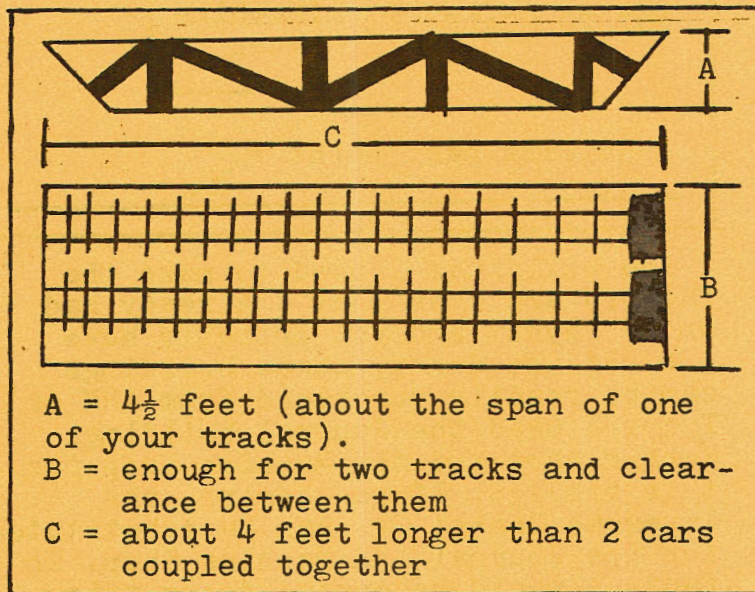 A
C
B
A = 4½ feet (about the span of one
of your tracks).
B = enough for two tracks and clear-
ance between them
C = about 4 feet longer than 2 cars
coupled together